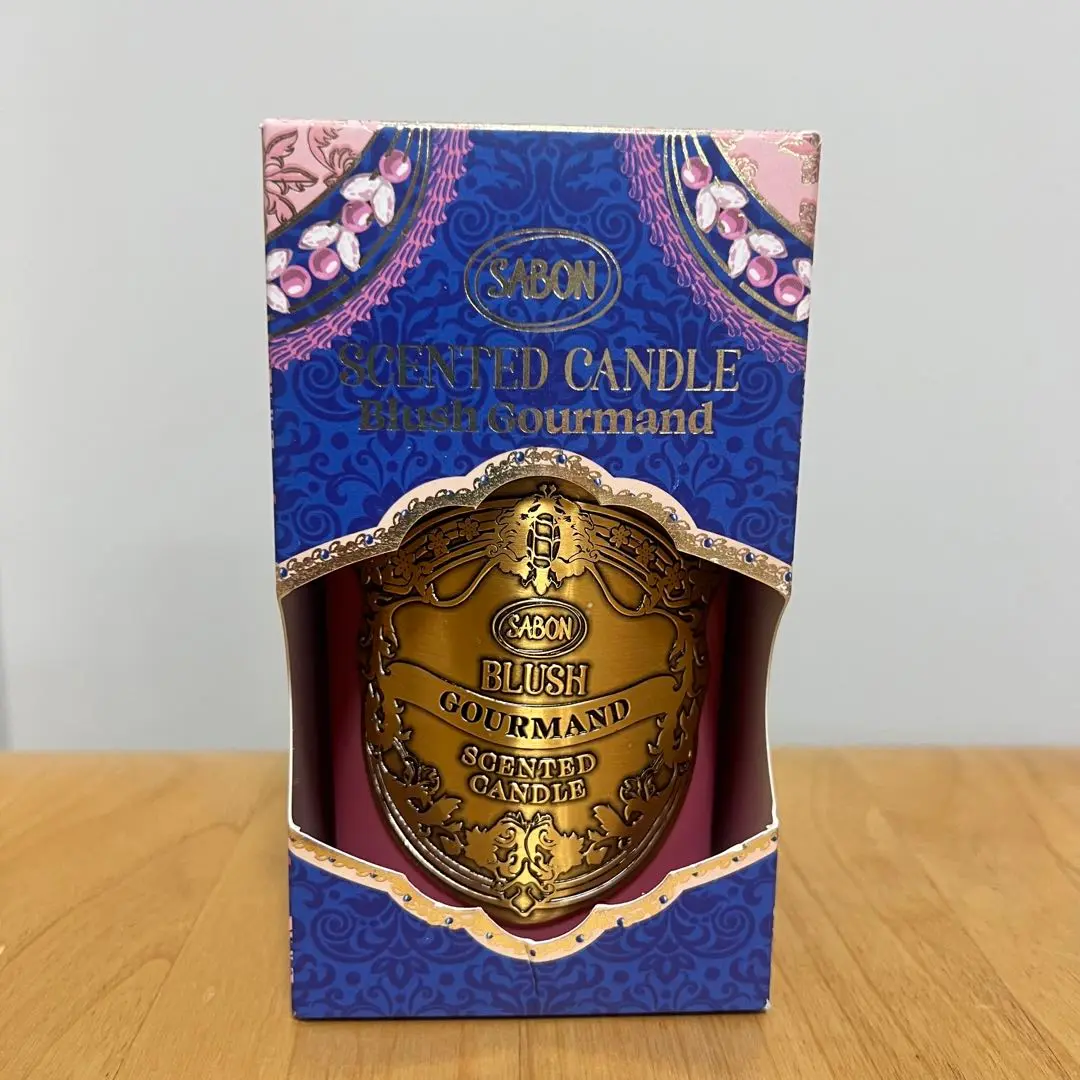 SABON
SCENTED CANDLE
Blush Gourmand
SABON
BLUSH
GOURMAND
SCENTED
CANDLE